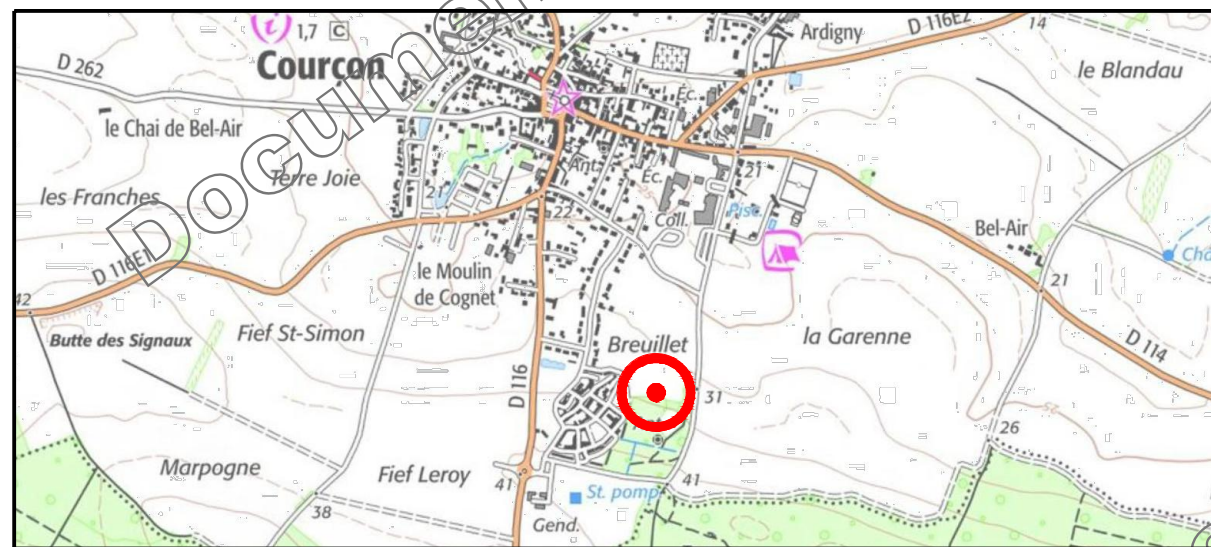 1,7 C
Courcon
D 262
le Chai de Bel-Air
Terre Joie
les Franches
D 116E1
42
Butte des Signaux
Fief St-Simon
le Moulin
de Cognet
22
21
Ant.
Éc.
Éc.
25
Coll.
Pisc.
21
Ardigny
D 116E2
14
le Blandau
Bel-Air
21
D 114
la Garenne
Breuillet
31
D 116
26
Marpogne
Fief Leroy
38
41
Gend.
St. pomp.
41